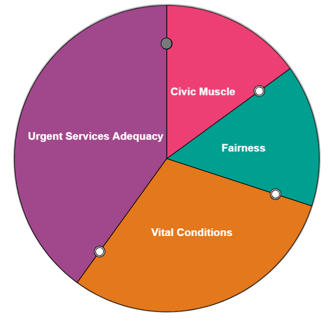 Civic Muscle
Urgent Services Adequacy
Fairness
Vital Conditions